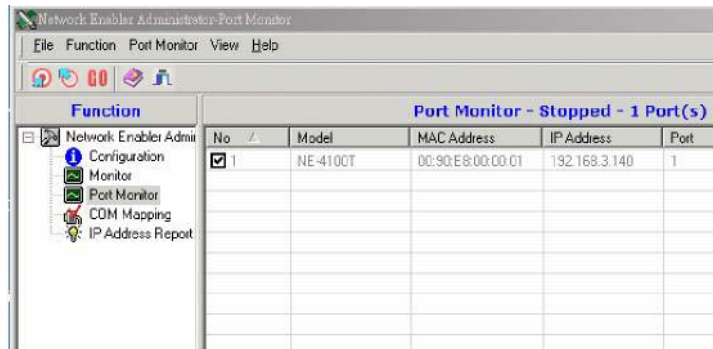 Network Enabler Administrator-Port Monitor
File Function Port Monitor View Help
GO
Function
Port Monitor - Stopped - 1 Port(s)
Network Enabler Admi
Configuration
Monitor
Port Monitor
COM Mapping
IP Address Report
No Model MAC Address IP Address Port
1 NE-4100T 00:90:E8:00:00:01 192.168.3.140 1